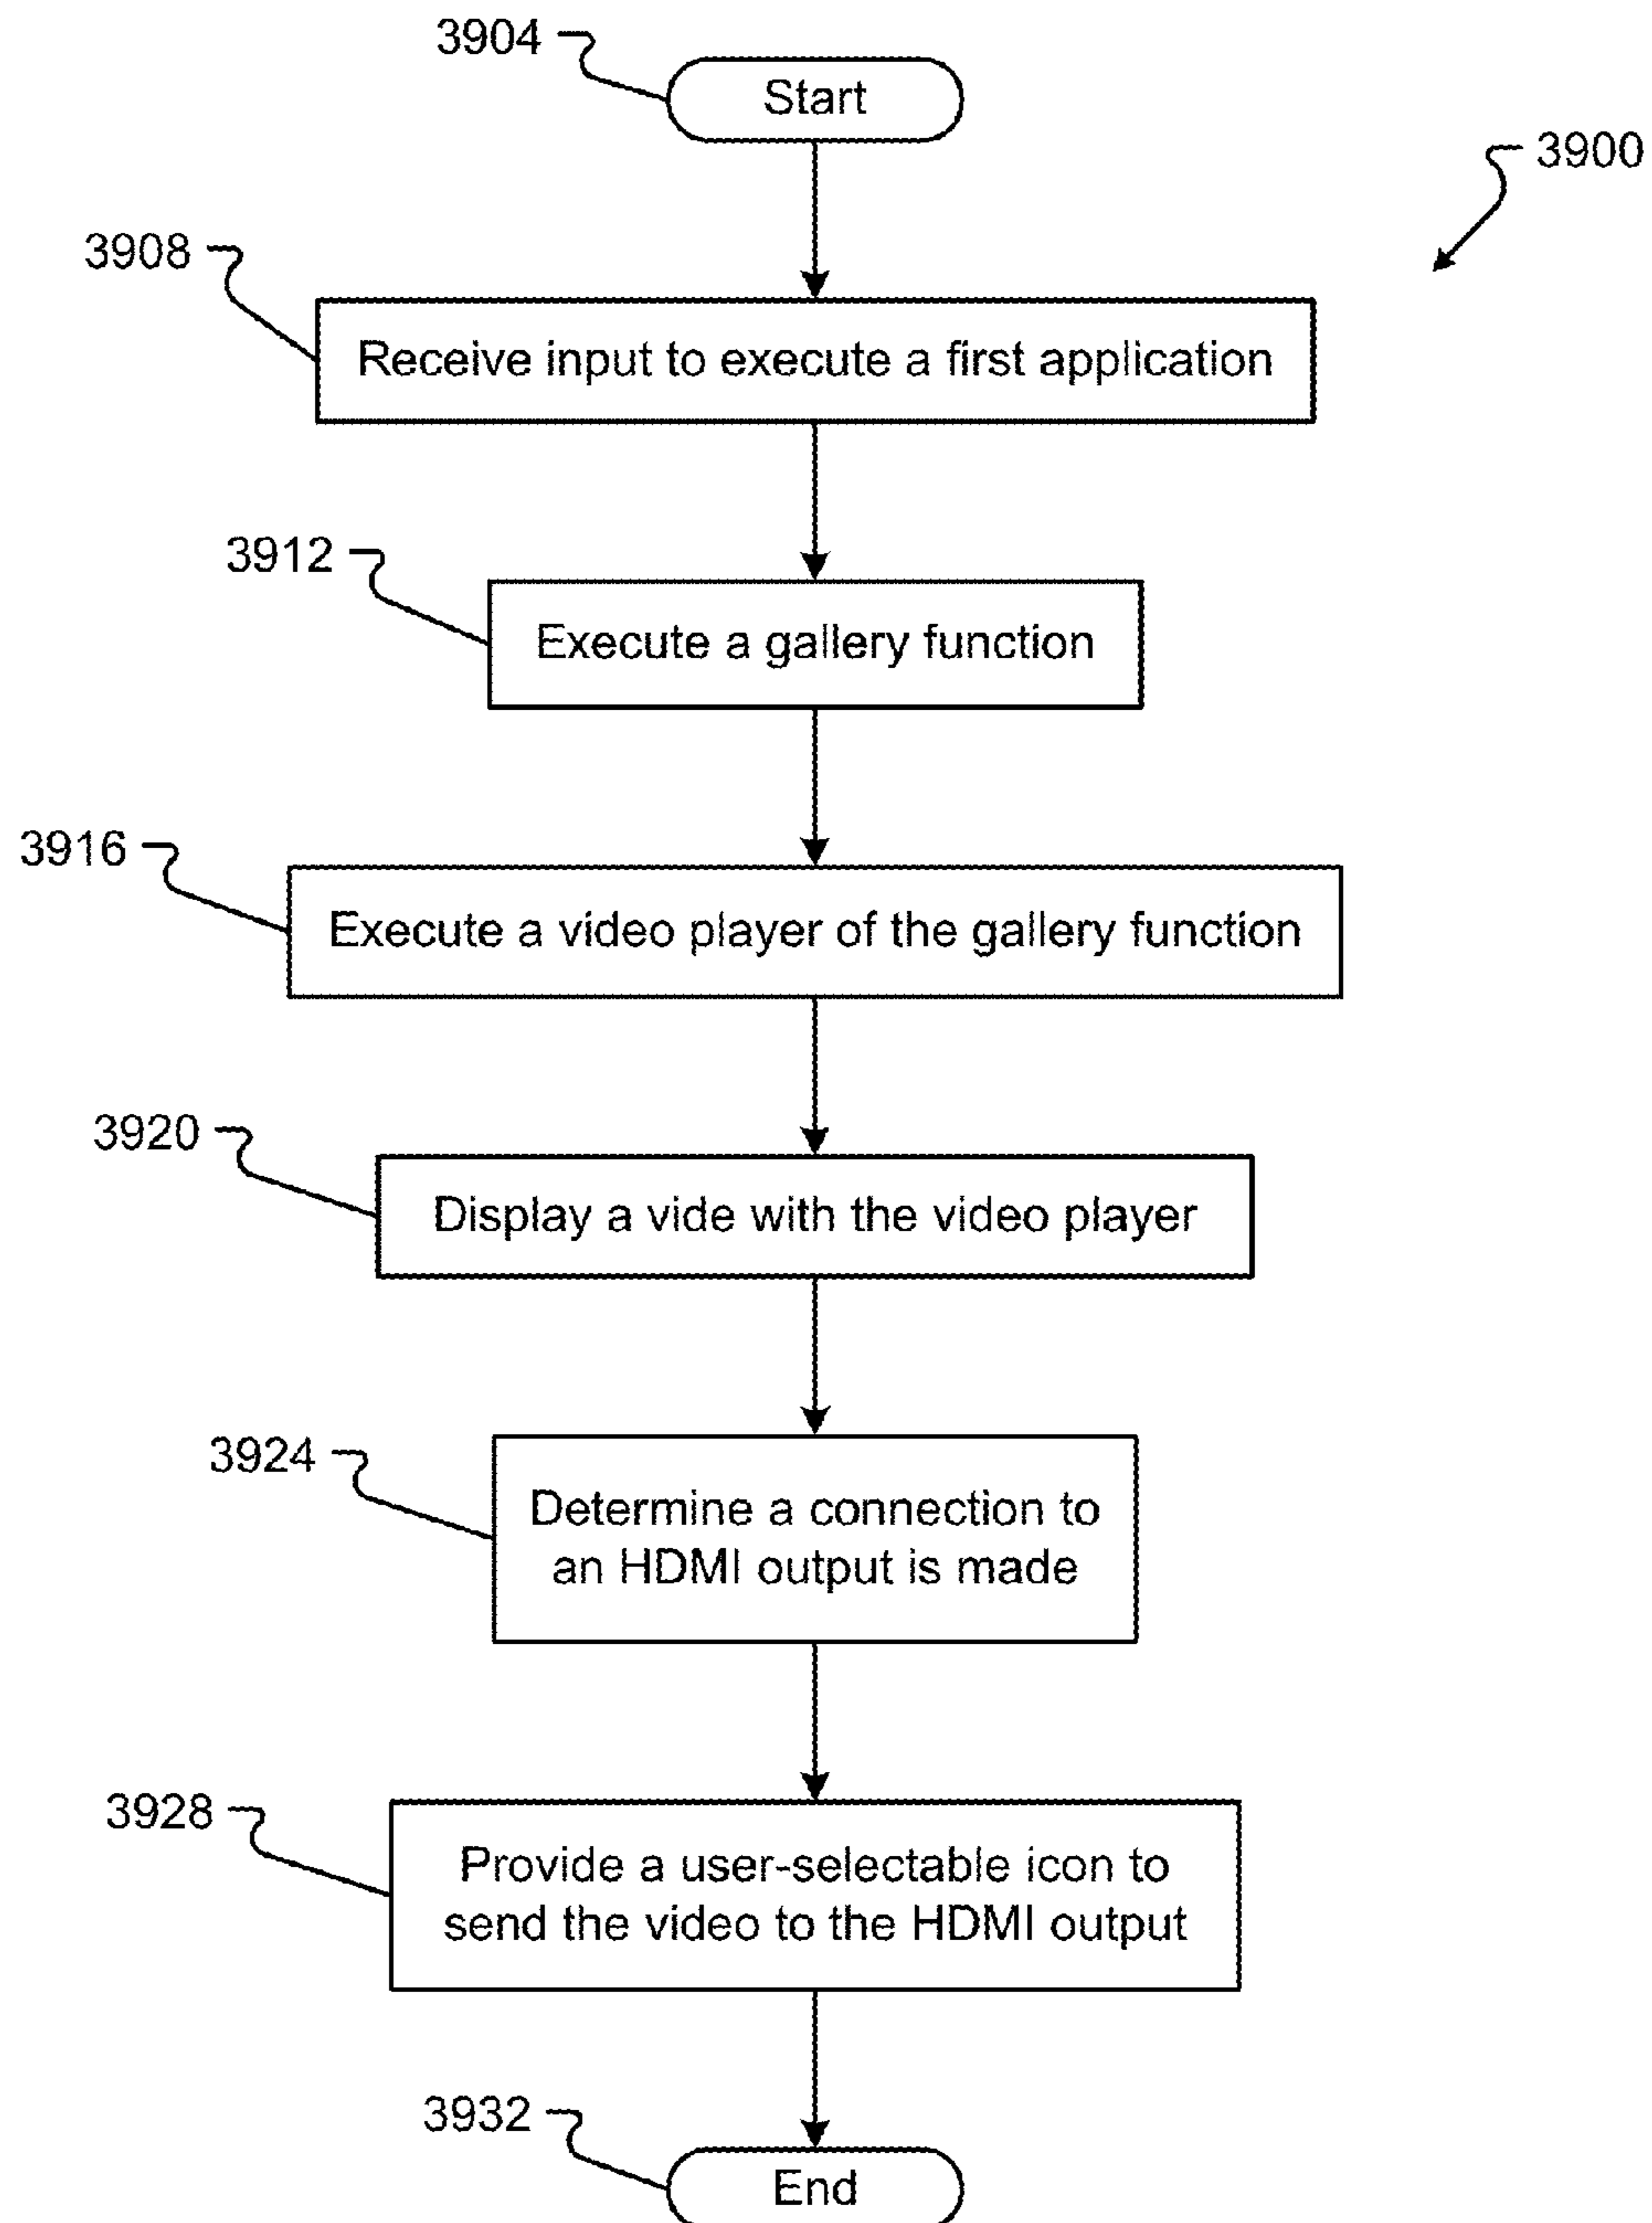 3904
Start
3900
3908
Receive input to execute a first application
3912
Execute a gallery function
3916
Execute a video player of the gallery function
3920
Display a vide with the video player
3924
Determine a connection to
an HDMI output is made
3928
Provide a user-selectable icon to
send the video to the HDMI output
3932
End